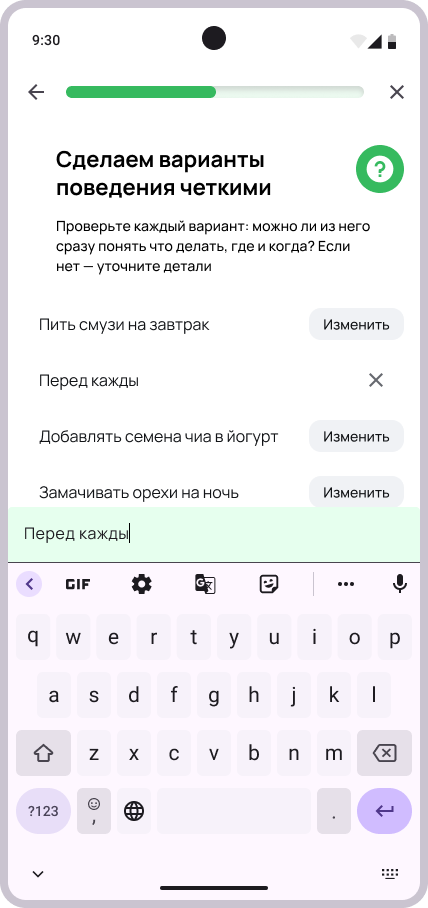 9:30
Сделаем варианты
поведения четкими
?
Проверьте каждый вариант: можно ли из него
сразу понять что делать, где и когда? Если
нет — уточните детали
Пить смузи на завтрак
Изменить
Перед кажды
Добавлять семена чиа в йогурт
Изменить
Замачивать орехи на ночь
Изменить
Перед кажды
GIF
q w e r t y u i o p
a s d f g h j k l
z x c v b n m
?123 , .